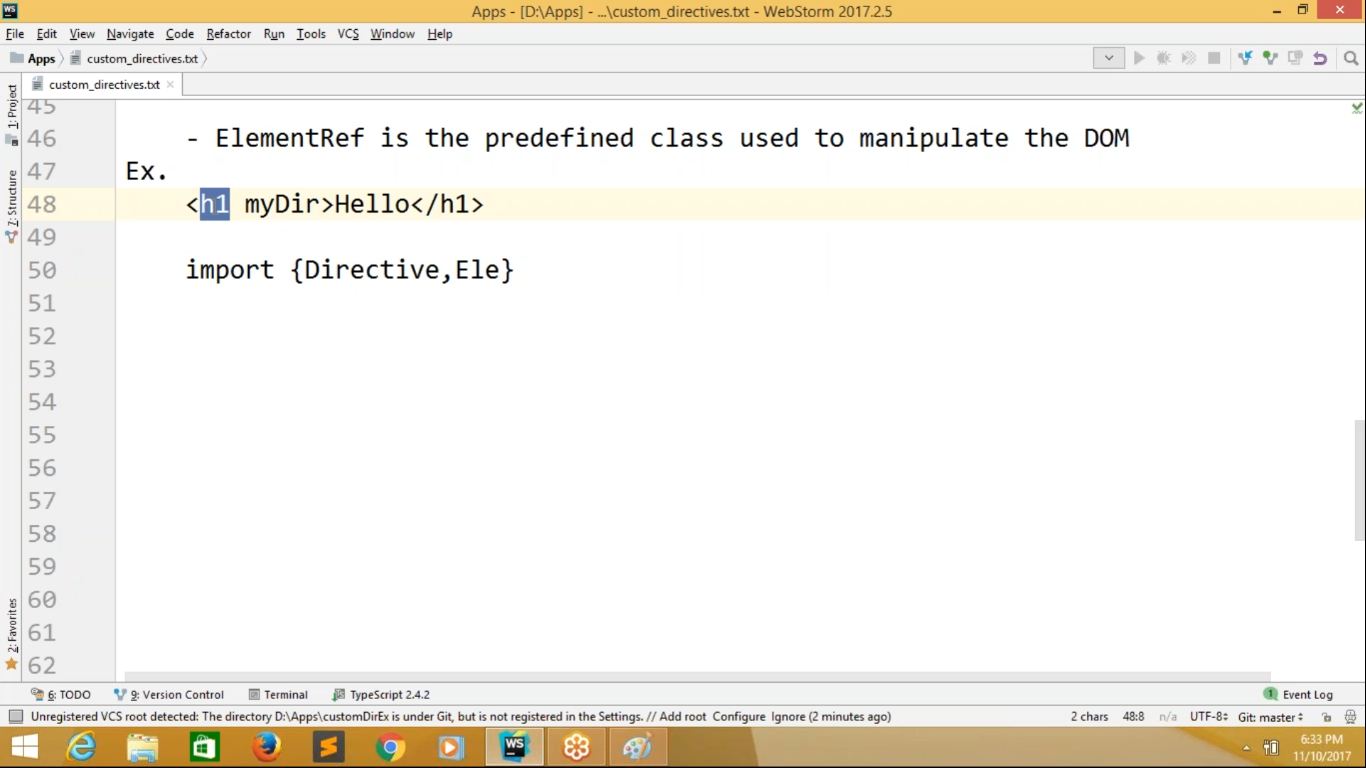 WS
Apps - [D:\Apps] - ...\custom_directives.txt - WebStorm 2017.2.5
File Edit View Navigate Code Refactor Run Tools VCS Window Help
Apps custom_directives.txt
custom_directives.txt
1: Project
7: Structure
2: Favorites
45
46 - ElementRef is the predefined class used to manipulate the DOM
47 Ex.
48 <h1 myDir>Hello</h1>
49
50 import {Directive,Ele}
51
52
53
54
55
56
57
58
59
60
61
62
6: TODO 9: Version Control Terminal TypeScript 2.4.2 1 Event Log
Unregistered VCS root detected: The directory D:\Apps\customDirEx is under Git, but is not registered in the Settings. // Add root Configure Ignore (2 minutes ago) 2 chars 48:8 n/a UTF-8 Git: master
WS
6:33 PM
11/10/2017